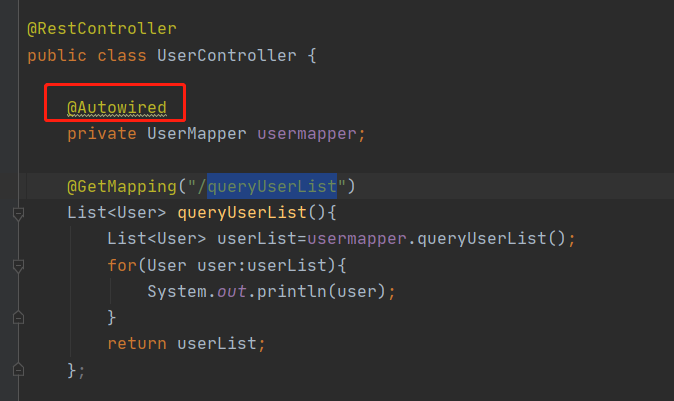 @RestController
public class UserController {
@Autowired
private UserMapper usermapper;
@GetMapping("/queryUserList")
List<User> queryUserList(){
List<User> userList=usermapper.queryUserList();
for(User user:userList){
System.out.println(user);
}
return userList;
};